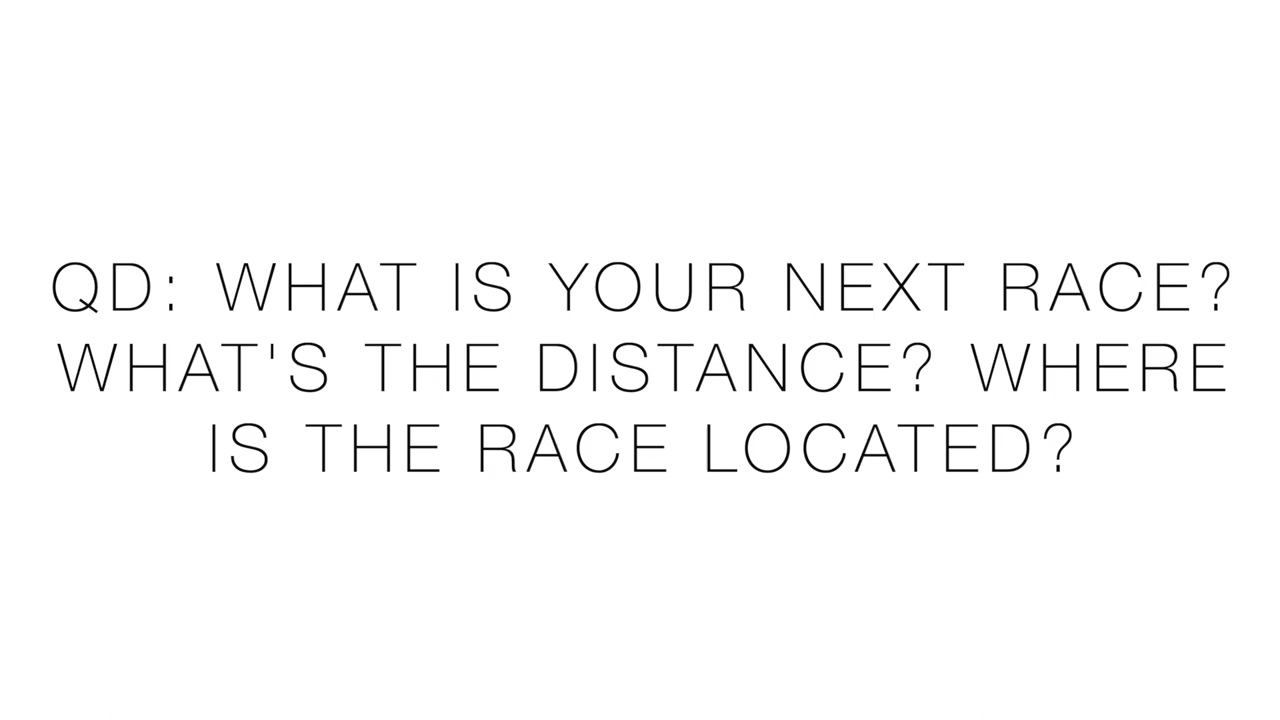 QD: WHAT IS YOUR NEXT RACE?
WHAT'S THE DISTANCE? WHERE
IS THE RACE LOCATED?